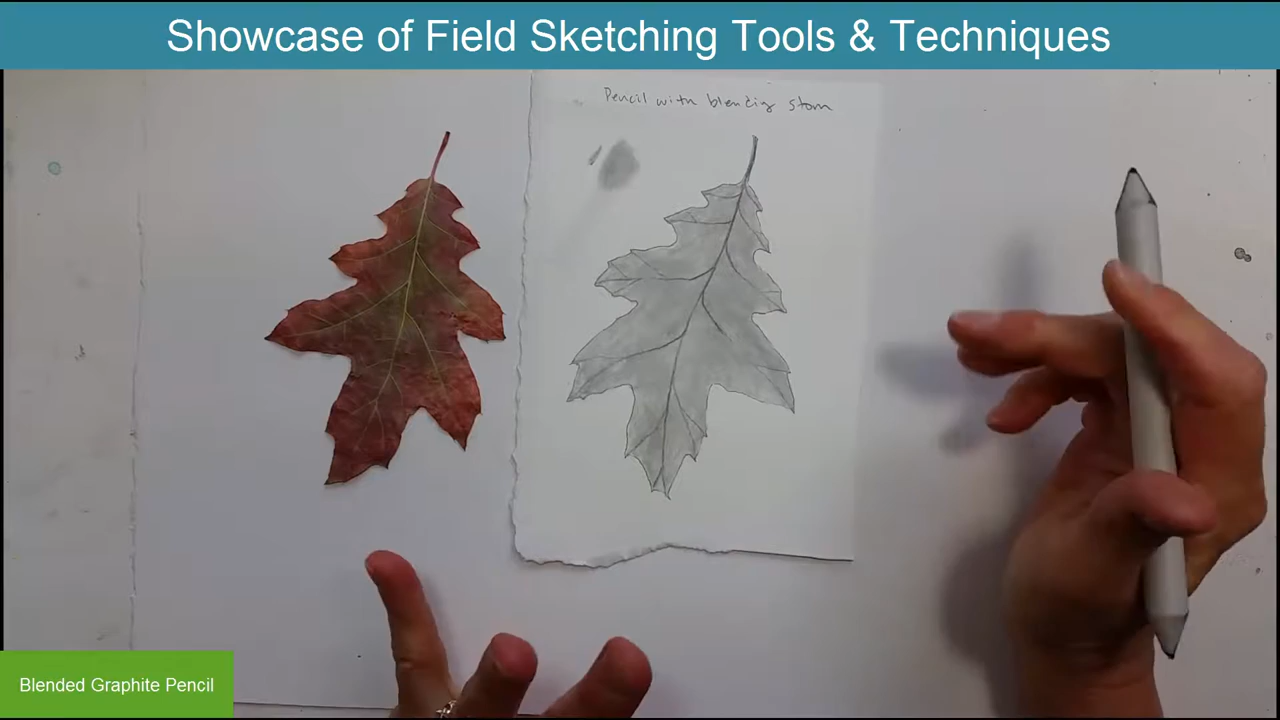 Showcase of Field Sketching Tools & Techniques
Pencil with blending stom
Blended Graphite Pencil